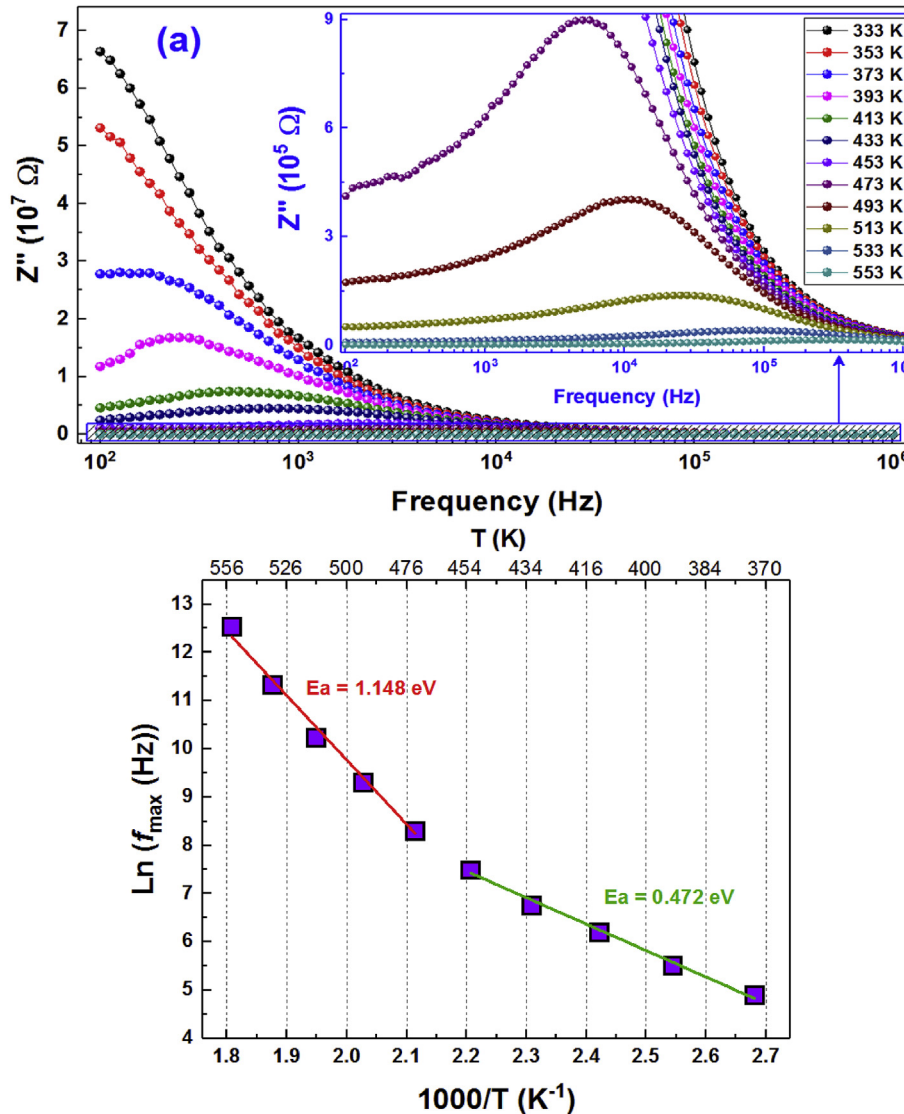 (a)
Z'' (10⁷ Ω)
7
6
5
4
3
2
1
0
10² 10³ 10⁴ 10⁵ 10⁶
Frequency (Hz)
Z'' (10⁵ Ω)
9
6
3
0
10² 10³ 10⁴ 10⁵
Frequency (Hz)
333 K
353 K
373 K
393 K
413 K
433 K
453 K
473 K
493 K
513 K
533 K
553 K
T (K)
556 526 500 476 454 434 416 400 384 370
Ln (fmax (Hz))
13
12
11
10
9
8
7
6
5
4
Ea = 1.148 eV
Ea = 0.472 eV
1.8 1.9 2.0 2.1 2.2 2.3 2.4 2.5 2.6 2.7
1000/T (K⁻¹)